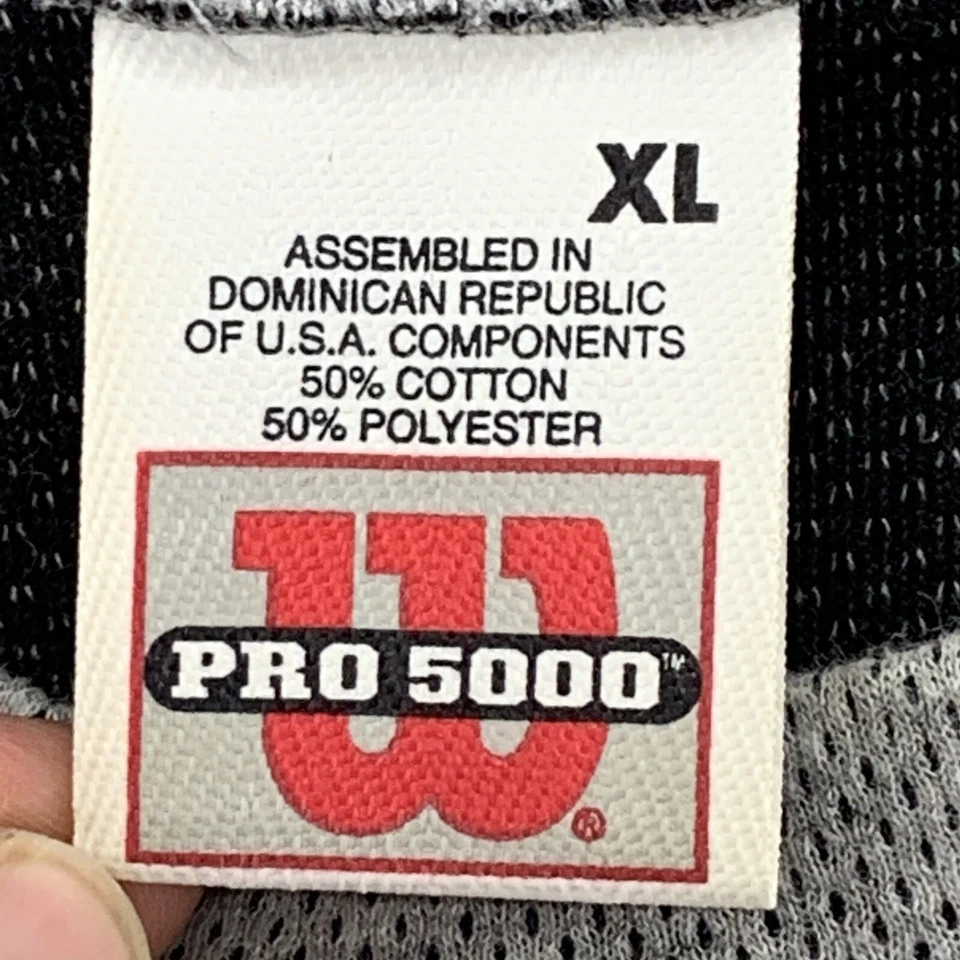 XL
ASSEMBLED IN
DOMINICAN REPUBLIC
OF U.S.A. COMPONENTS
50% COTTON
50% POLYESTER
W
PRO 5000™
®